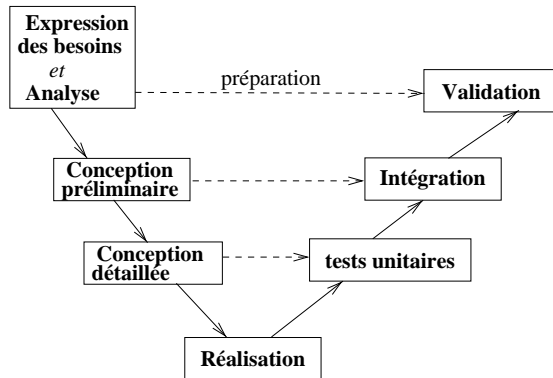 Expression
des besoins
et
Analyse
préparation
Validation
Conception
préliminaire
Intégration
Conception
détaillée
tests unitaires
Réalisation